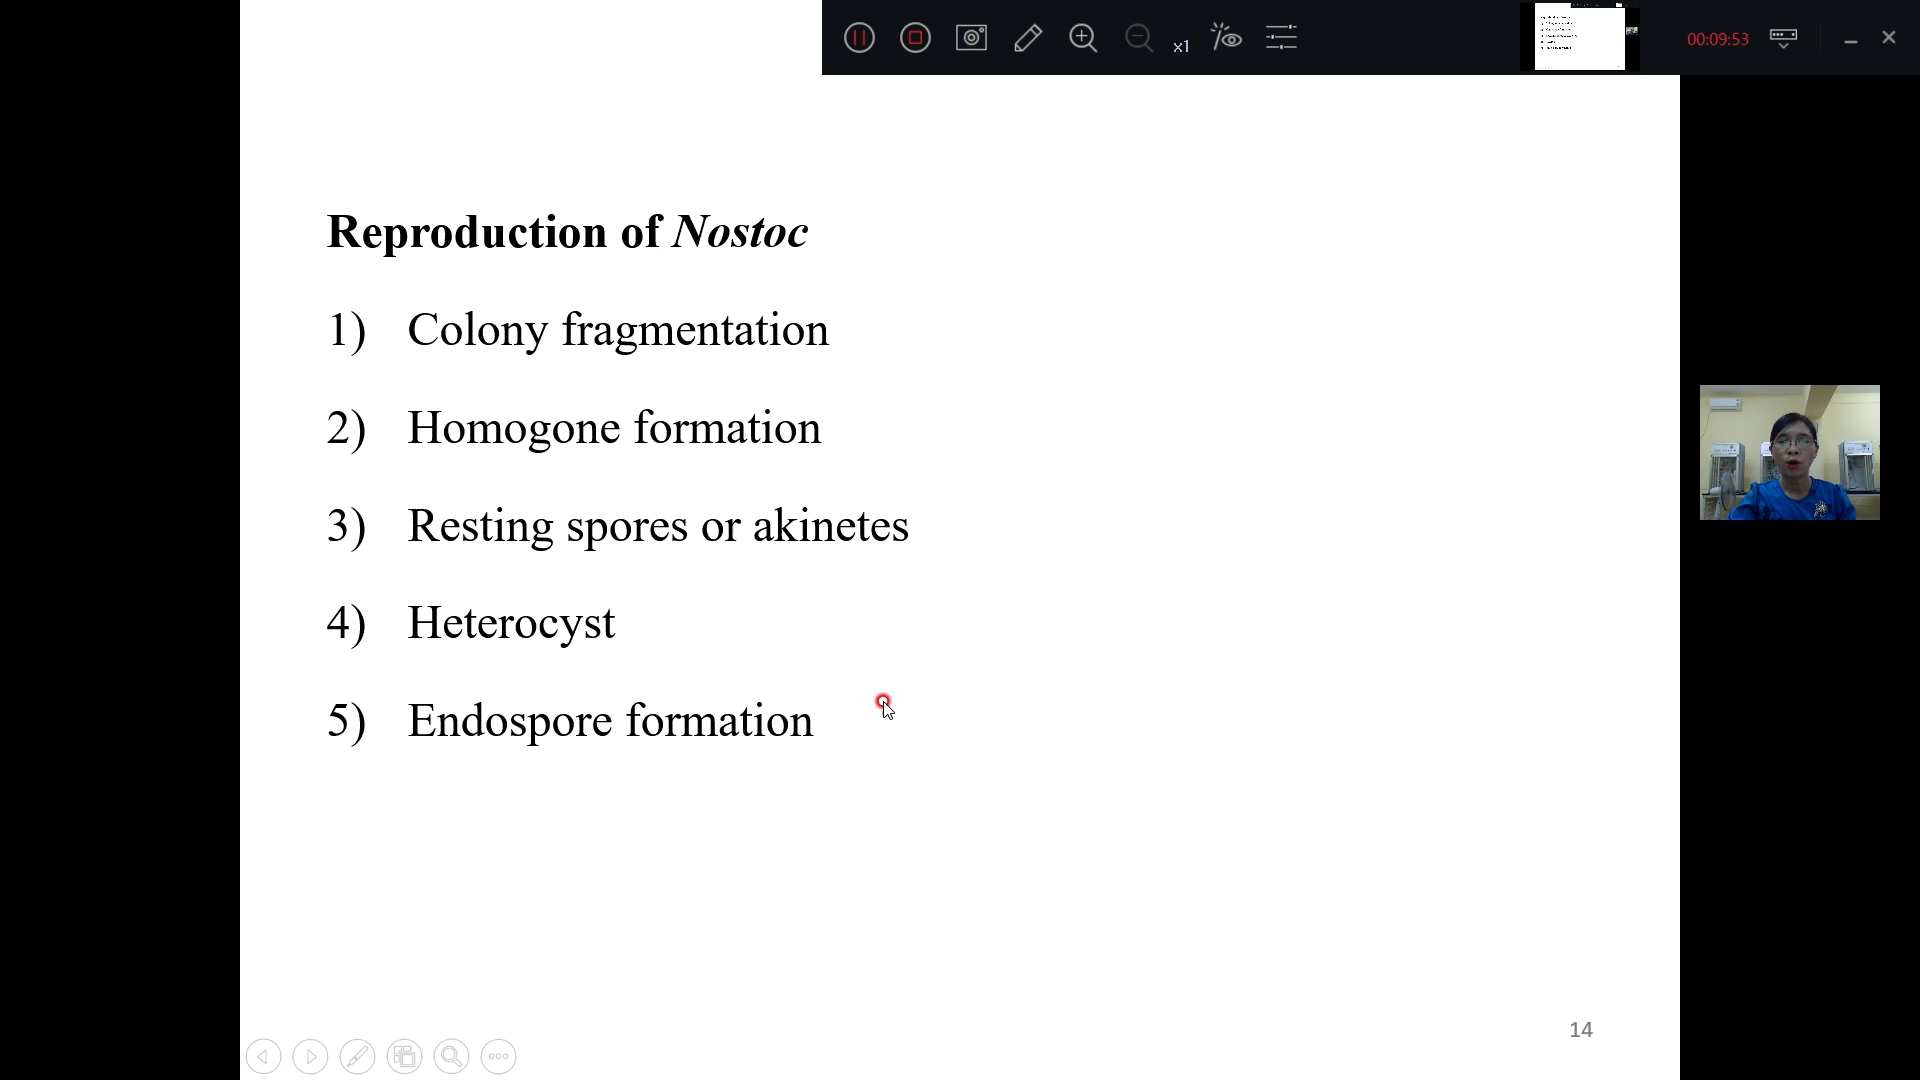 x1
00:09:53
Reproduction of Nostoc
1) Colony fragmentation
2) Homogone formation
3) Resting spores or akinetes
4) Heterocyst
5) Endospore formation
14